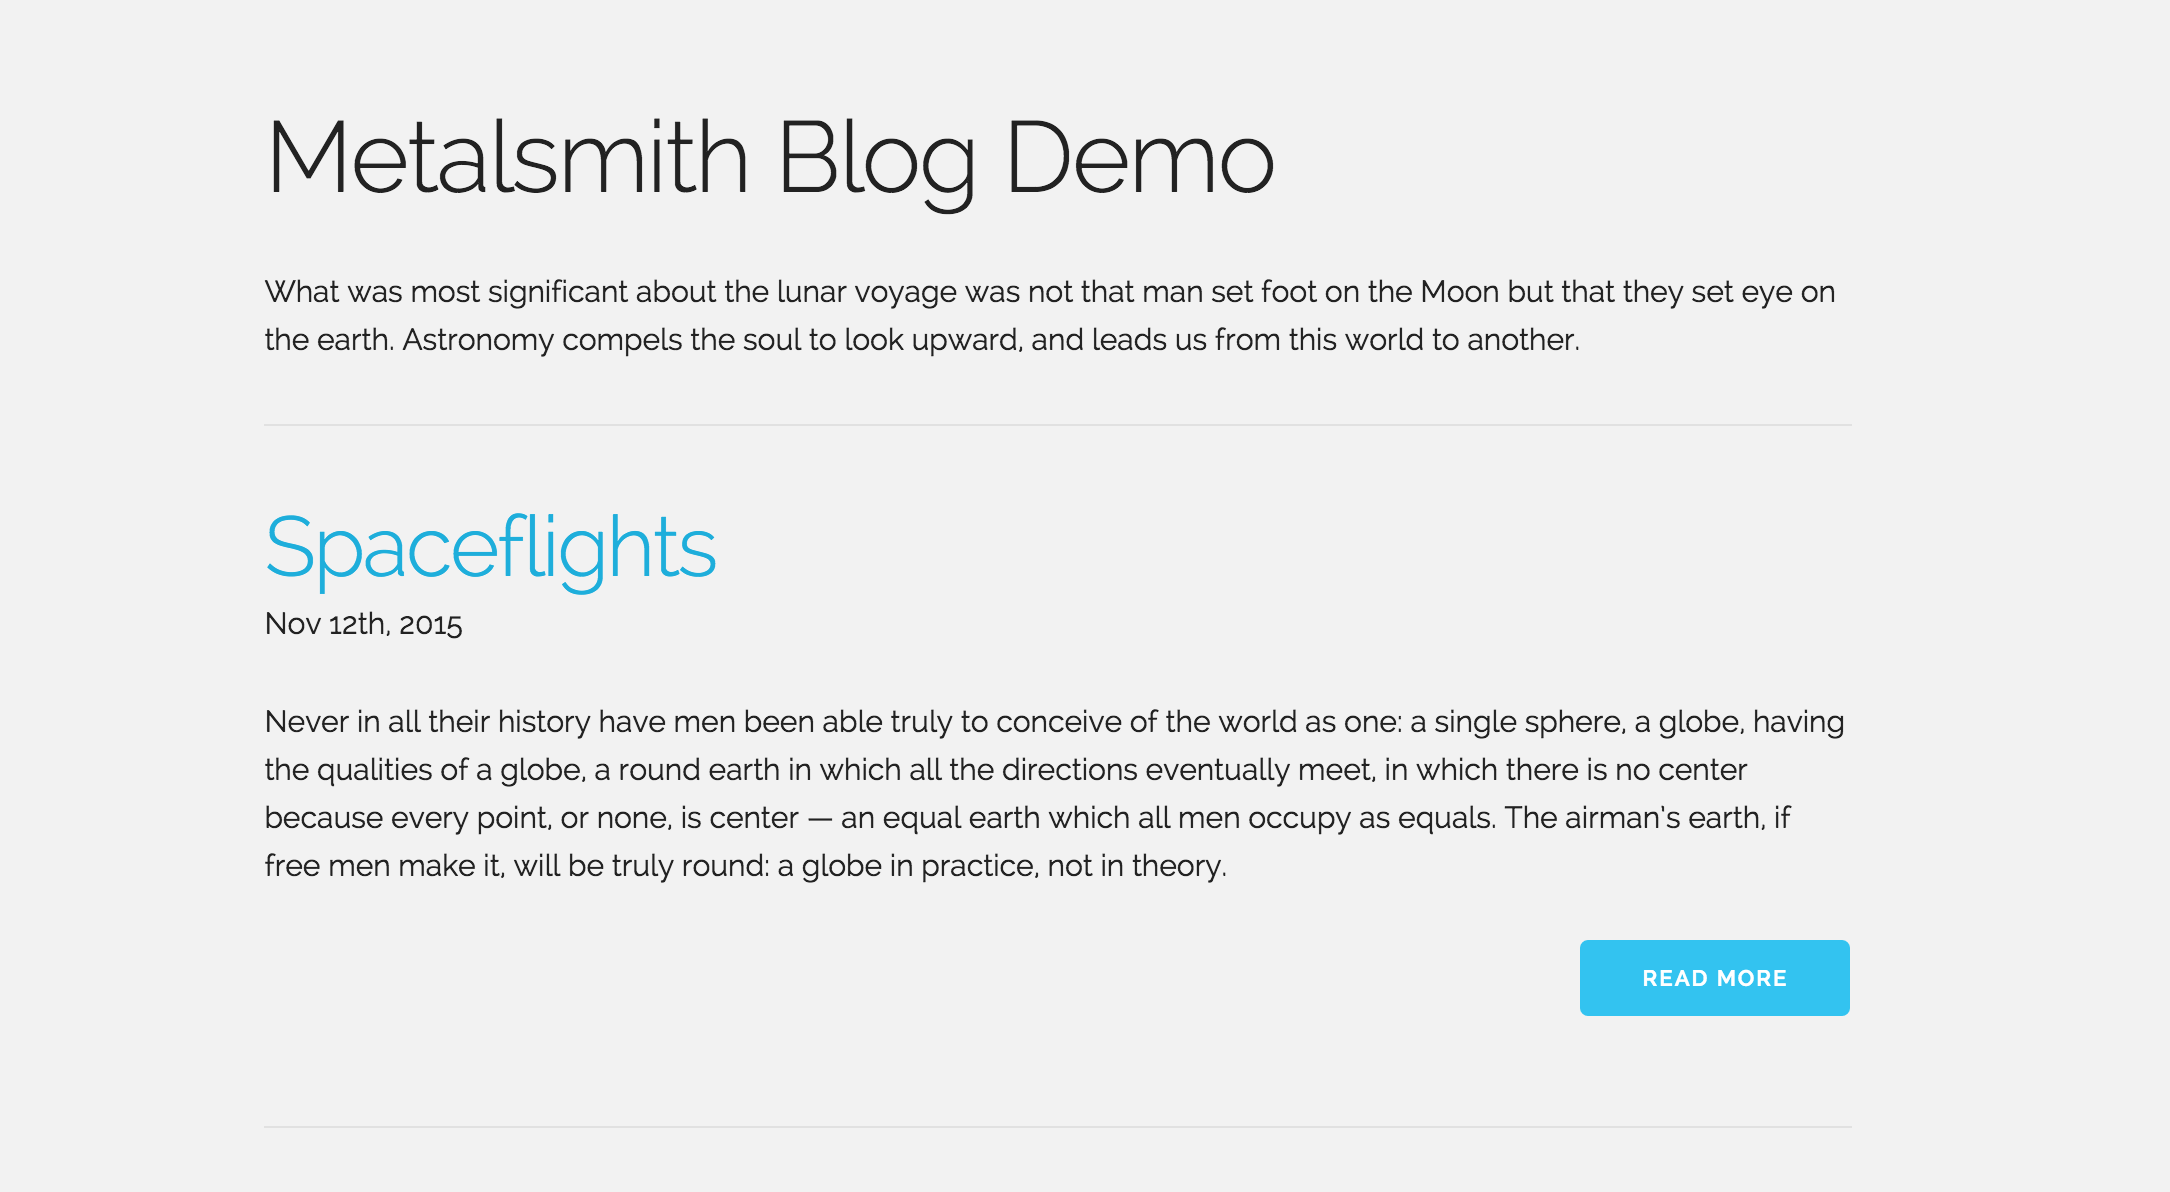 Metalsmith Blog Demo
What was most significant about the lunar voyage was not that man set foot on the Moon but that they set eye on
the earth. Astronomy compels the soul to look upward, and leads us from this world to another.
Spaceflights
Nov 12th, 2015
Never in all their history have men been able truly to conceive of the world as one: a single sphere, a globe, having
the qualities of a globe, a round earth in which all the directions eventually meet, in which there is no center
because every point, or none, is center — an equal earth which all men occupy as equals. The airman's earth, if
free men make it, will be truly round: a globe in practice, not in theory.
READ MORE